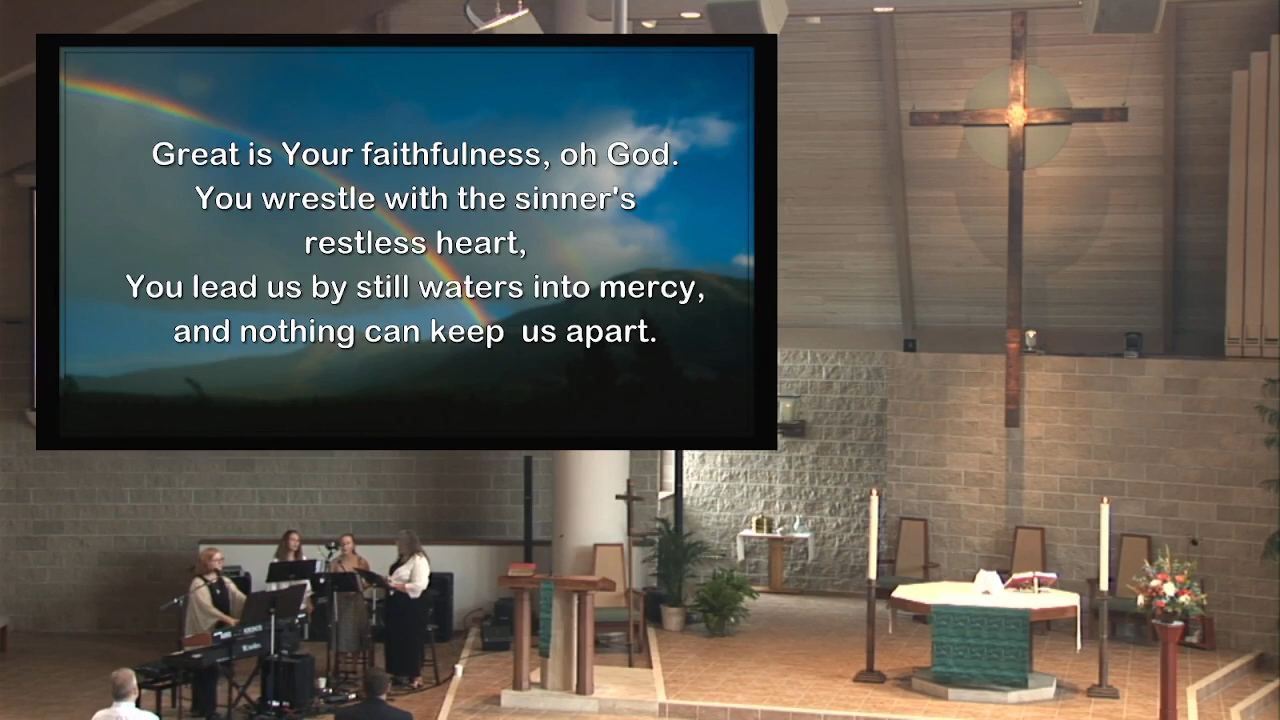 Great is Your faithfulness, oh God.
You wrestle with the sinner's
restless heart,
You lead us by still waters into mercy,
and nothing can keep  us apart.